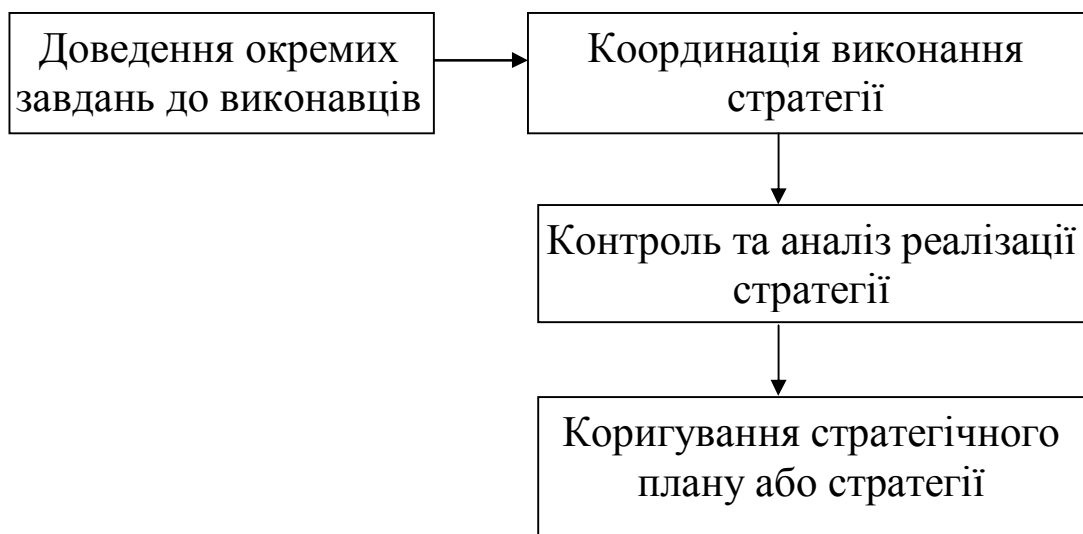 Доведення окремих
завдань до виконавців
Координація виконання
стратегії
Контроль та аналіз реалізації
стратегії
Коригування стратегічного
плану або стратегії